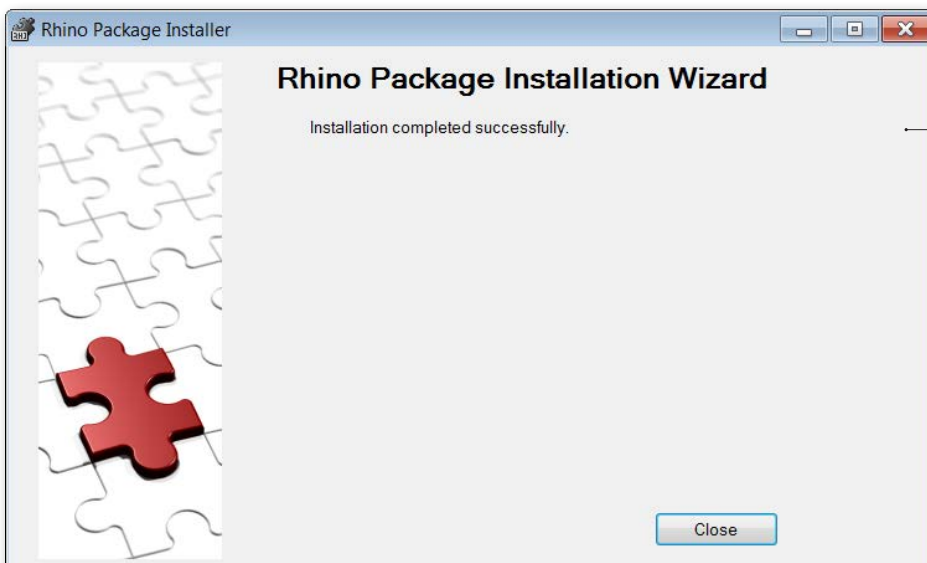 Rhino Package Installer
Rhino Package Installation Wizard
Installation completed successfully.
Close